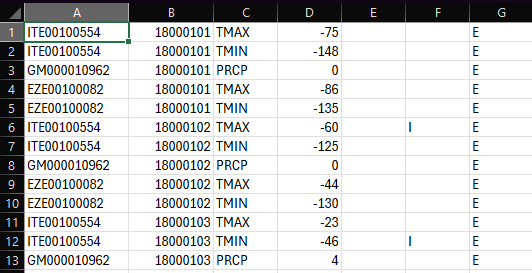 A B C D E F G
1 ITE00100554 18000101 TMAX -75 E
2 ITE00100554 18000101 TMIN -148 E
3 GM000010962 18000101 PRCP 0 E
4 EZE00100082 18000101 TMAX -86 E
5 EZE00100082 18000101 TMIN -135 E
6 ITE00100554 18000102 TMAX -60 I E
7 ITE00100554 18000102 TMIN -125 E
8 GM000010962 18000102 PRCP 0 E
9 EZE00100082 18000102 TMAX -44 E
10 EZE00100082 18000102 TMIN -130 E
11 ITE00100554 18000103 TMAX -23 E
12 ITE00100554 18000103 TMIN -46 I E
13 GM000010962 18000103 PRCP 4 E